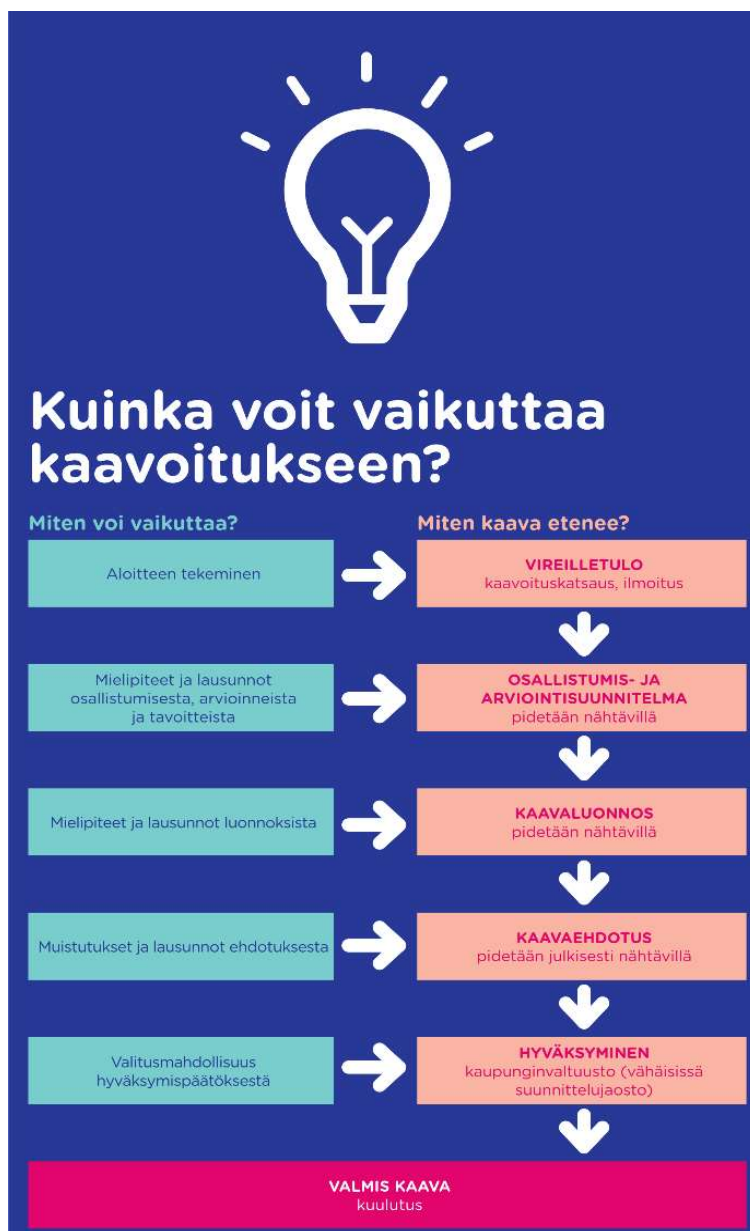 Kuinka voit vaikuttaa
kaavoitukseen?
Miten voi vaikuttaa?
Miten kaava etenee?
Aloitteen tekeminen
VIREILLETULO
kaavoituskatsaus, ilmoitus
Mielipiteet ja lausunnot
osallistumisesta, arvioinneista
ja tavoitteista
OSALLISTUMIS- JA
ARVIOINTISUUNNITELMA
pidetään nähtävillä
Mielipiteet ja lausunnot luonnoksista
KAAVALUONNOS
pidetään nähtävillä
Muistutukset ja lausunnot ehdotuksesta
KAAVAEHDOTUS
pidetään julkisesti nähtävillä
Valitusmahdollisuus
hyväksymispäätöksestä
HYVÄKSYMINEN
kaupunginvaltuusto (vähäisissä
suunnittelujaosto)
VALMIS KAAVA
kuulutus